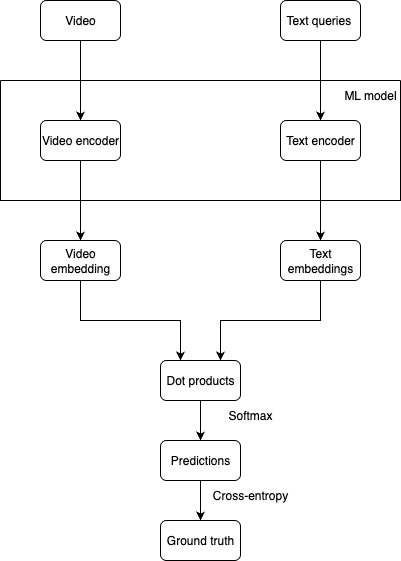 Video
Text queries
ML model
Video encoder
Text encoder
Video
embedding
Text
embeddings
Dot products
Softmax
Predictions
Cross-entropy
Ground truth